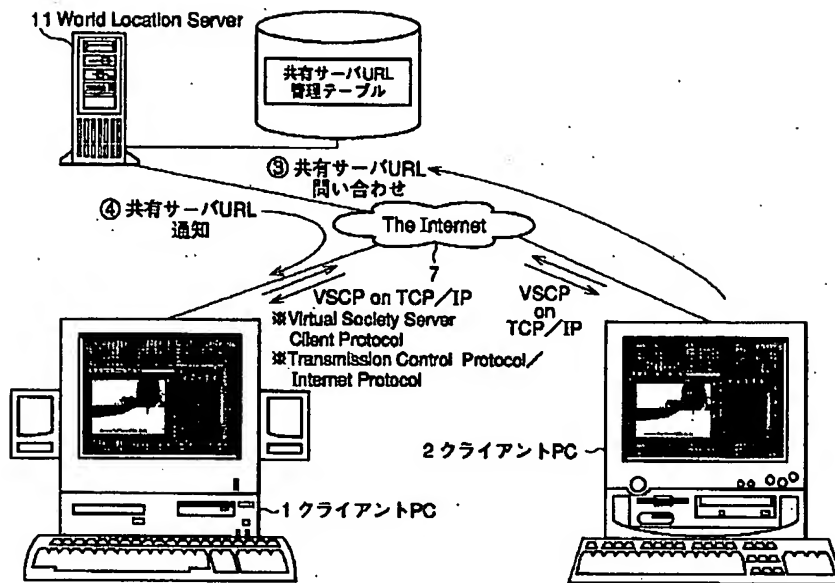 11 World Location Server
共有サーバURL
管理テーブル
③ 共有サーバURL
問い合わせ
④ 共有サーバURL
通知
The Internet
7
VSCP on TCP/IP
※Virtual Society Server
Client Protocol
※Transmission Control Protocol/
Internet Protocol
VSCP
on
TCP/IP
2 クライアントPC
1 クライアントPC